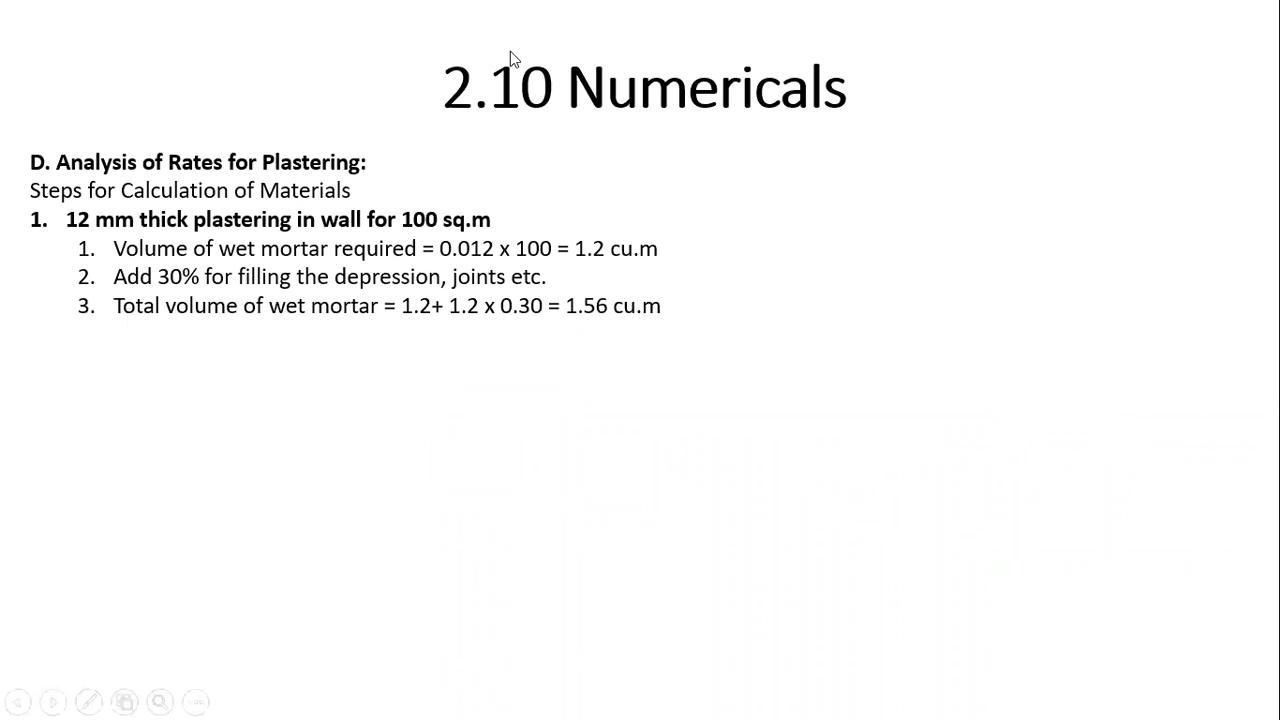 2.10 Numericals
D. Analysis of Rates for Plastering:
Steps for Calculation of Materials
1. 12 mm thick plastering in wall for 100 sq.m
1. Volume of wet mortar required = 0.012 x 100 = 1.2 cu.m
2. Add 30% for filling the depression, joints etc.
3. Total volume of wet mortar = 1.2+ 1.2 x 0.30 = 1.56 cu.m